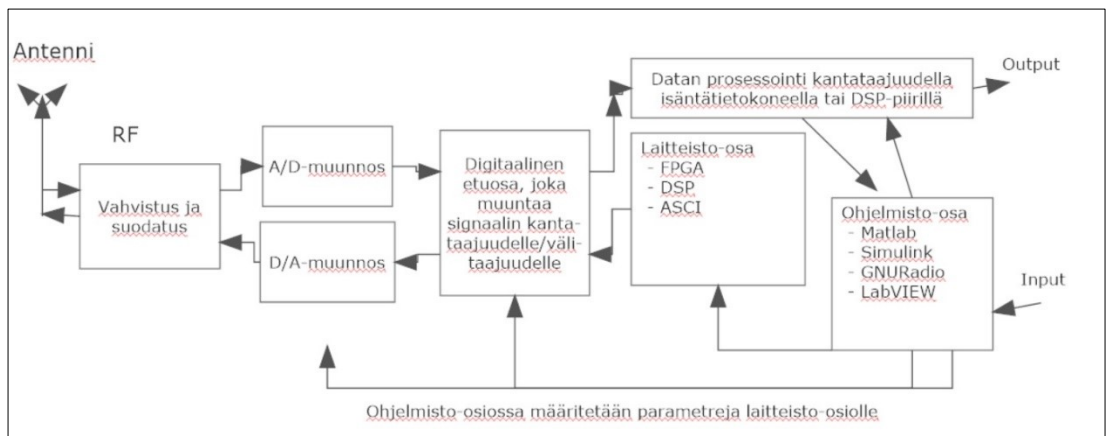 Antenni
RF
Vahvistus ja
suodatus
A/D-muunnos
D/A-muunnos
Digitaalinen
etuosa, joka
muuntaa
signaalin kanta-
taajuudelle/väli-
taajuudelle
Datan prosessointi kantataajuudella
isäntätietokoneella tai DSP-piirillä
Output
Laitteisto-osa
- FPGA
- DSP
- ASCI
Ohjelmisto-osa
- Matlab
- Simulink
- GNURadio
- LabVIEW
Input
Ohjelmisto-osiossa määritetään parametreja laitteisto-osiolle